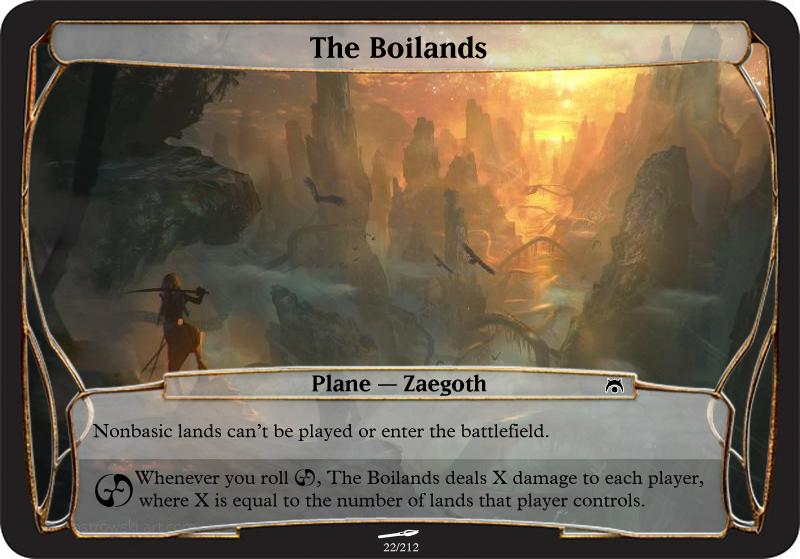 The Boilands
Plane — Zaegoth
Nonbasic lands can't be played or enter the battlefield.
Whenever you roll , The Boilands deals X damage to each player,
where X is equal to the number of lands that player controls.
22/212